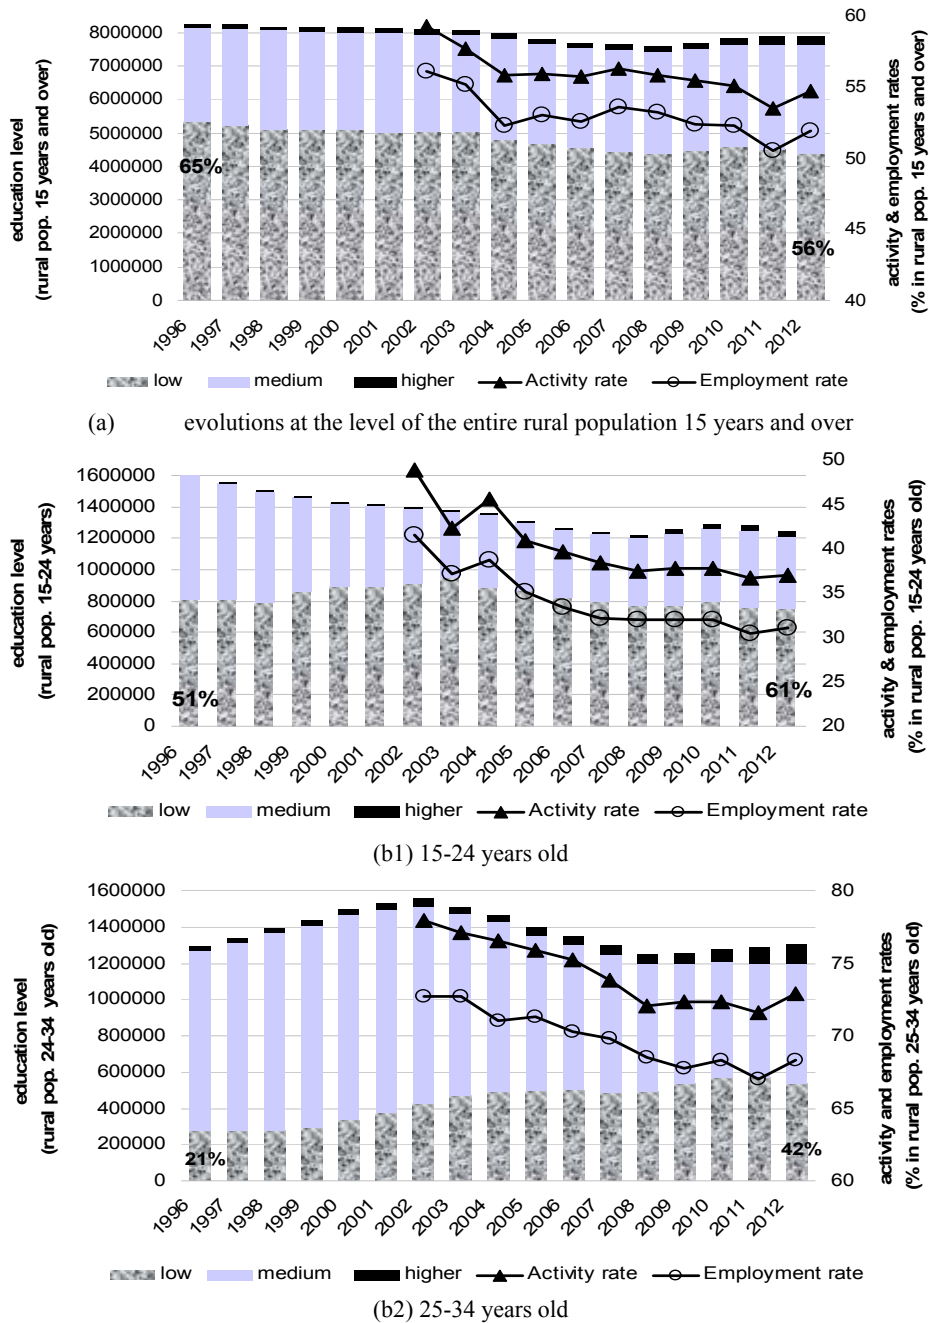 education level
(rural pop. 15 years and over)
8000000
7000000
6000000
5000000
4000000
3000000
2000000
1000000
0
65%
56%
60
55
50
45
40
activity & employment rates
(% in rural pop. 15 years and over)
1996 1997 1998 1999 2000 2001 2002 2003 2004 2005 2006 2007 2008 2009 2010 2011 2012
low medium higher Activity rate Employment rate
(a) evolutions at the level of the entire rural population 15 years and over
education level
(rural pop. 15-24 years)
1600000
1400000
1200000
1000000
800000
600000
400000
200000
0
51%
61%
50
45
40
35
30
25
20
activity & employment rates
(% in rural pop. 15-24 years old)
1996 1997 1998 1999 2000 2001 2002 2003 2004 2005 2006 2007 2008 2009 2010 2011 2012
low medium higher Activity rate Employment rate
(b1) 15-24 years old
education level
(rural pop. 24-34 years old)
1600000
1400000
1200000
1000000
800000
600000
400000
200000
0
21%
42%
80
75
70
65
60
activity and employment rates
(% in rural pop. 25-34 years old)
1996 1997 1998 1999 2000 2001 2002 2003 2004 2005 2006 2007 2008 2009 2010 2011 2012
low medium higher Activity rate Employment rate
(b2) 25-34 years old